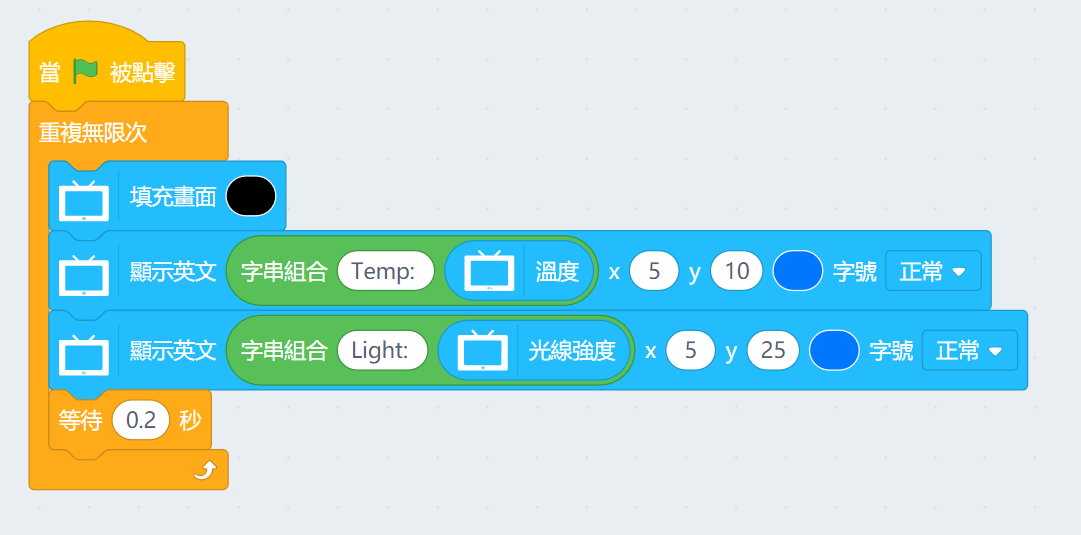 當 被點擊
重複無限次
填充畫面
顯示英文 字串組合 Temp: 溫度 x 5 y 10 字號 正常
顯示英文 字串組合 Light: 光線強度 x 5 y 25 字號 正常
等待 0.2 秒